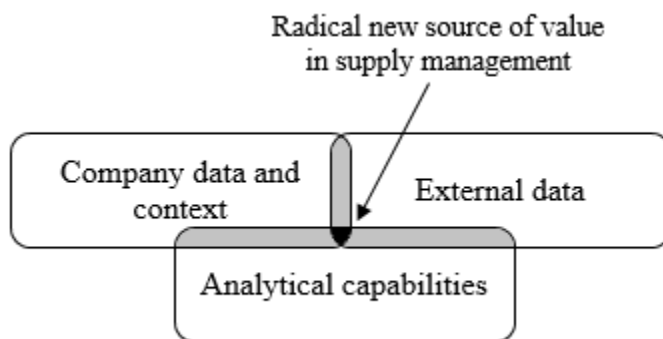 Radical new source of value
in supply management
Company data and
context
External data
Analytical capabilities